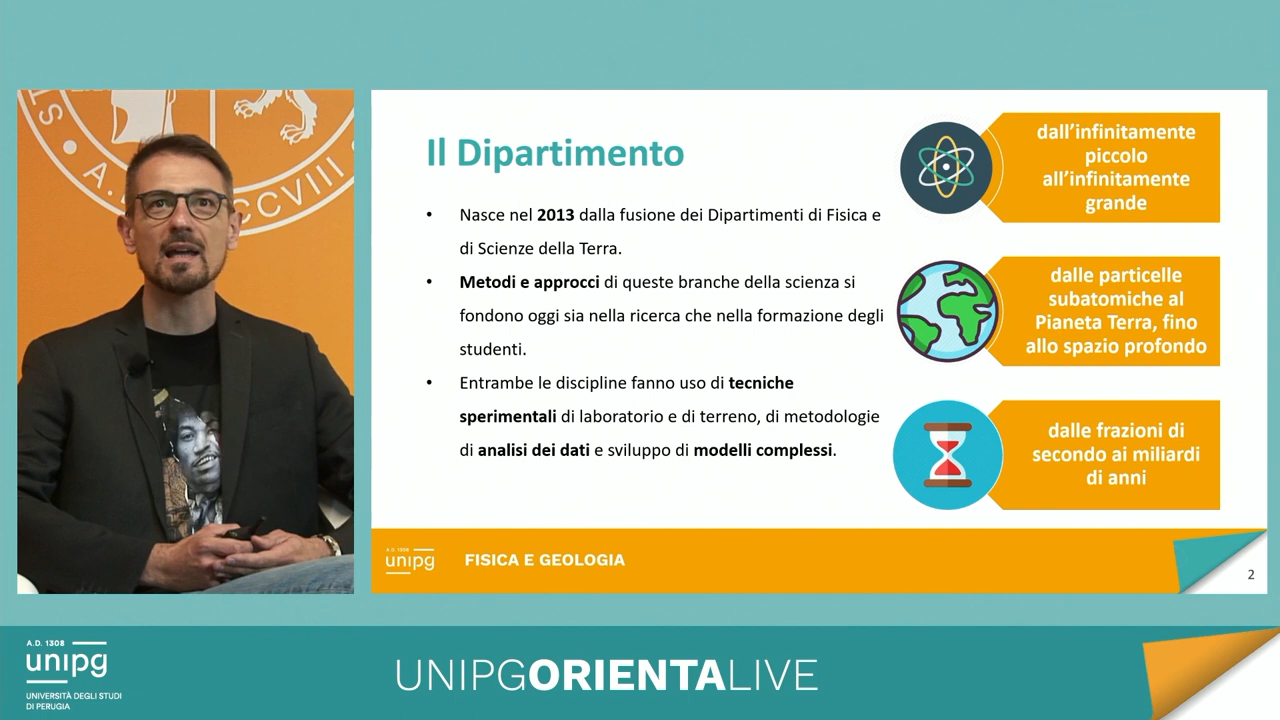 A.D. CCVIII
Il Dipartimento
• Nasce nel 2013 dalla fusione dei Dipartimenti di Fisica e
di Scienze della Terra.
• Metodi e approcci di queste branche della scienza si
fondono oggi sia nella ricerca che nella formazione degli
studenti.
• Entrambe le discipline fanno uso di tecniche
sperimentali di laboratorio e di terreno, di metodologie
di analisi dei dati e sviluppo di modelli complessi.
dall'infinitamente
piccolo
all'infinitamente
grande
dalle particelle
subatomiche al
Pianeta Terra, fino
allo spazio profondo
dalle frazioni di
secondo ai miliardi
di anni
A.D. 1308
unipg
FISICA E GEOLOGIA
2
A.D. 1308
unipg
UNIVERSITÀ DEGLI STUDI
DI PERUGIA
UNIPGORIENTALIVE